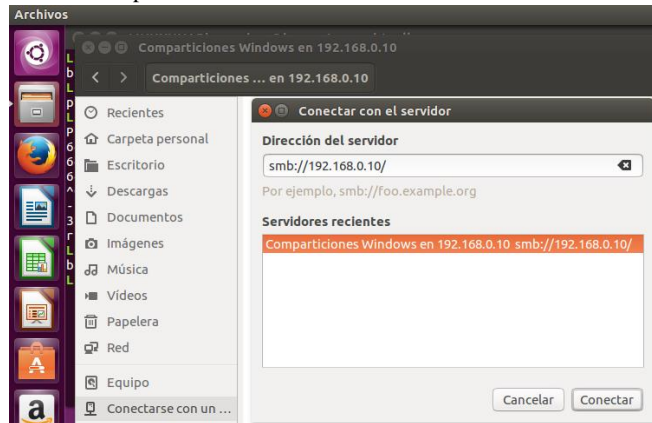 Archivos
Comparticiones Windows en 192.168.0.10
Comparticiones ... en 192.168.0.10
Recientes
Carpeta personal
Escritorio
Descargas
Documentos
Imágenes
Música
Vídeos
Papelera
Red
Equipo
Conectarse con un ...
Conectar con el servidor
Dirección del servidor
smb://192.168.0.10/
Por ejemplo, smb://foo.example.org
Servidores recientes
Comparticiones Windows en 192.168.0.10 smb://192.168.0.10/
Cancelar Conectar